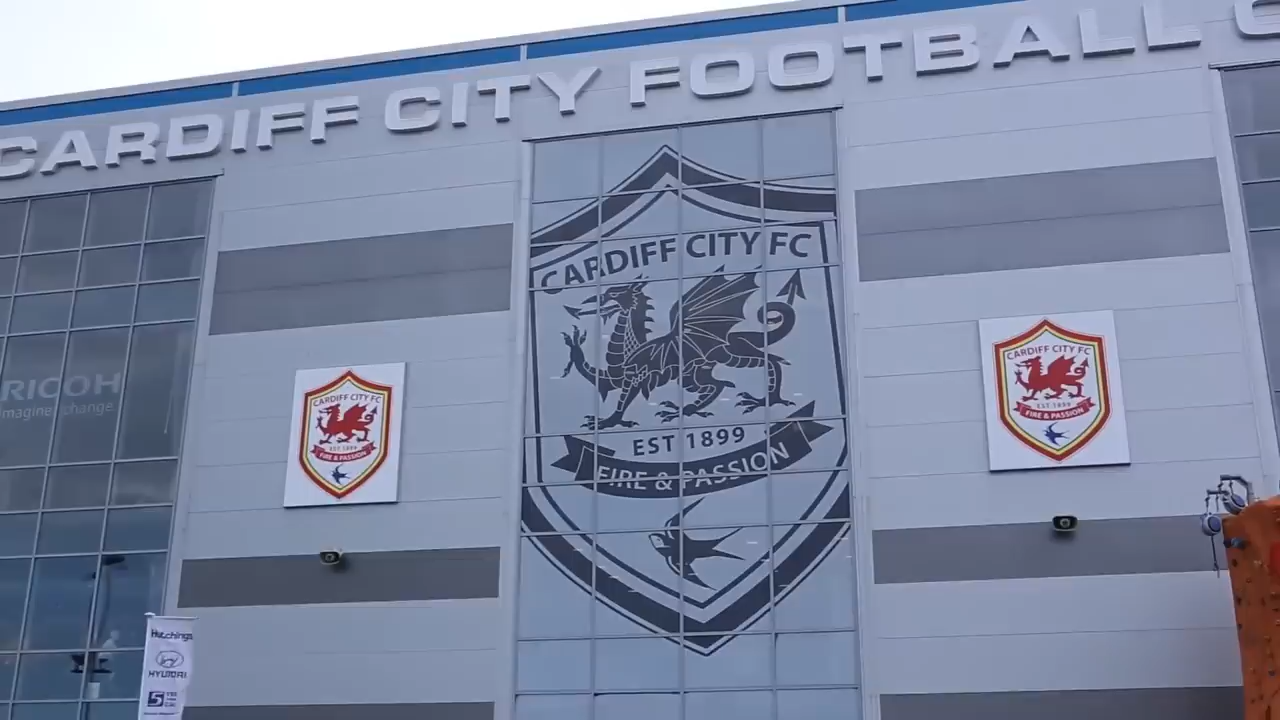 CARDIFF CITY FOOTBALL C
CARDIFF CITY FC
EST 1899
FIRE & PASSION
CARDIFF CITY FC
EST 1899
FIRE & PASSION
CARDIFF CITY FC
EST 1899
FIRE & PASSION
RICOH
imagine. change.
Hutchings
HYUNDAI
5